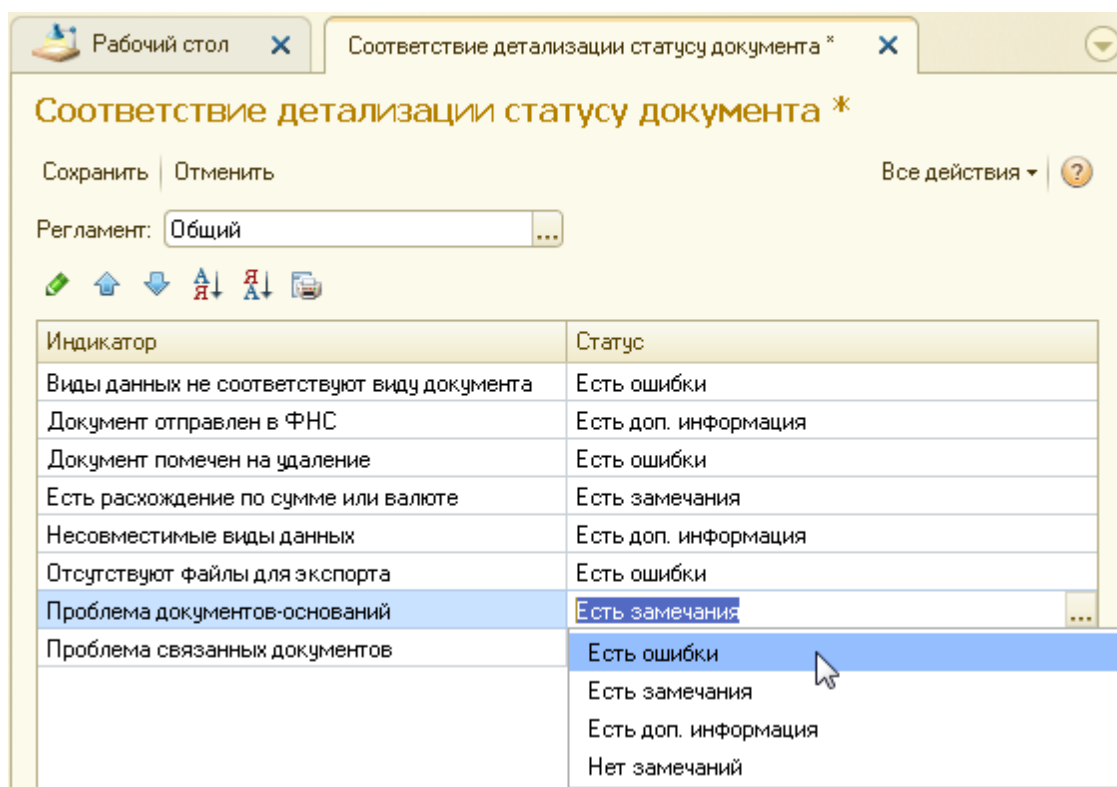 Рабочий стол
Соответствие детализации статусу документа *
Соответствие детализации статусу документа *
Сохранить Отменить Все действия
Регламент: Общий ...
Индикатор Статус
Виды данных не соответствуют виду документа Есть ошибки
Документ отправлен в ФНС Есть доп. информация
Документ помечен на удаление Есть ошибки
Есть расхождение по сумме или валюте Есть замечания
Несовместимые виды данных Есть доп. информация
Отсутствуют файлы для экспорта Есть ошибки
Проблема документов-оснований Есть замечания ...
Проблема связанных документов
Есть ошибки
Есть замечания
Есть доп. информация
Нет замечаний